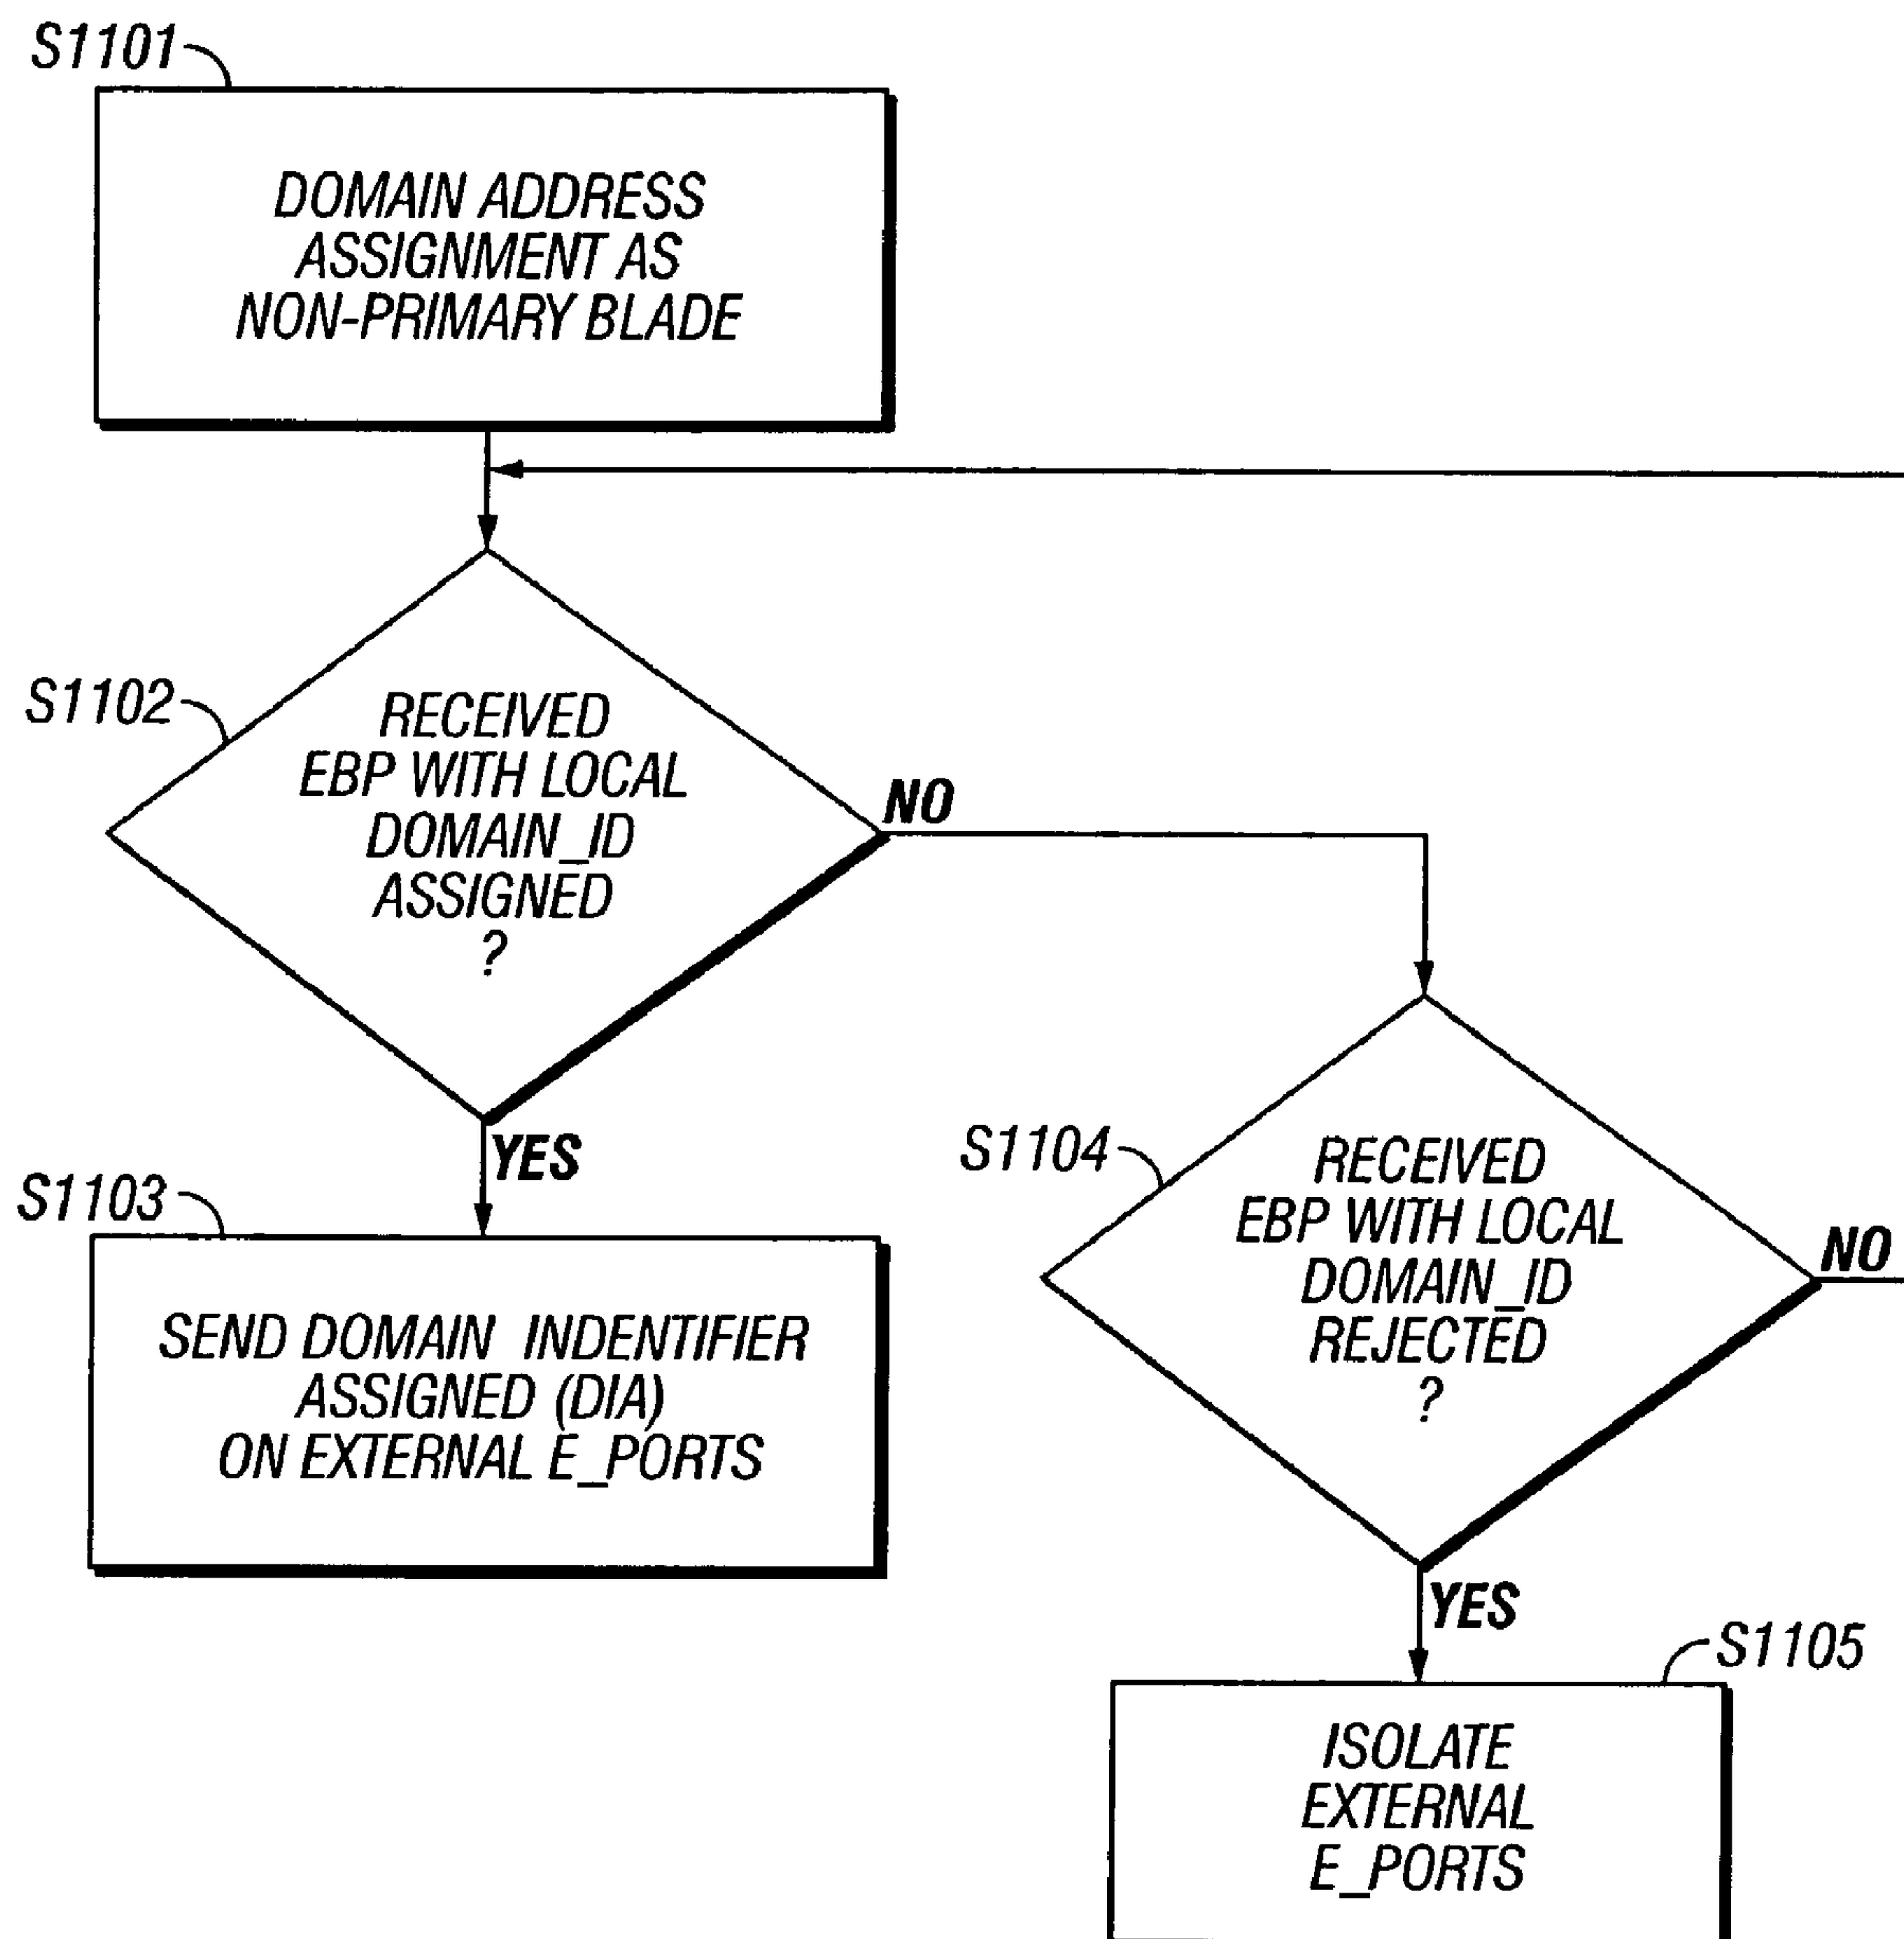 S1101
DOMAIN ADDRESS
ASSIGNMENT AS
NON-PRIMARY BLADE
S1102
RECEIVED
EBP WITH LOCAL
DOMAIN_ID
ASSIGNED
?
NO
YES
S1103
SEND DOMAIN INDENTIFIER
ASSIGNED (DIA)
ON EXTERNAL E_PORTS
S1104
RECEIVED
EBP WITH LOCAL
DOMAIN_ID
REJECTED
?
NO
YES
S1105
ISOLATE
EXTERNAL
E_PORTS